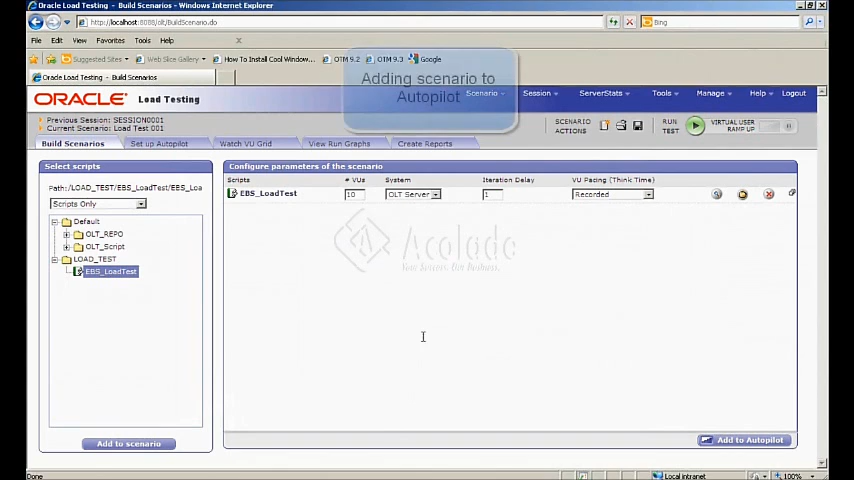 Oracle Load Testing - Build Scenarios - Windows Internet Explorer
http://localhost:8088/olt/BuildScenario.do
Bing
File Edit View Favorites Tools Help
x
Suggested Sites Web Slice Gallery How To Install Cool Window... OTM 9.2 OTM 9.3 Google
Oracle Load Testing - Build Scenarios
Adding scenario to
Autopilot
ORACLE Load Testing
Scenario Session ServerStats Tools Manage Help Logout
Previous Session: SESSION0001
Current Scenario: Load Test 001
SCENARIO
ACTIONS
RUN
TEST
VIRTUAL USER
RAMP UP
Build Scenarios Set up Autopilot Watch VU Grid View Run Graphs Create Reports
Select scripts
Path:/LOAD_TEST/EBS_LoadTest/EBS_Loa
Scripts Only
Default
OLT_REPO
OLT_Script
LOAD_TEST
EBS_LoadTest
Add to scenario
Configure parameters of the scenario
Scripts # VUs System Iteration Delay VU Pacing (Think Time)
EBS_LoadTest 10 OLT Server 1 Recorded
Acolade
Your Success. Our Business.
Add to Autopilot
Done Local intranet 100%